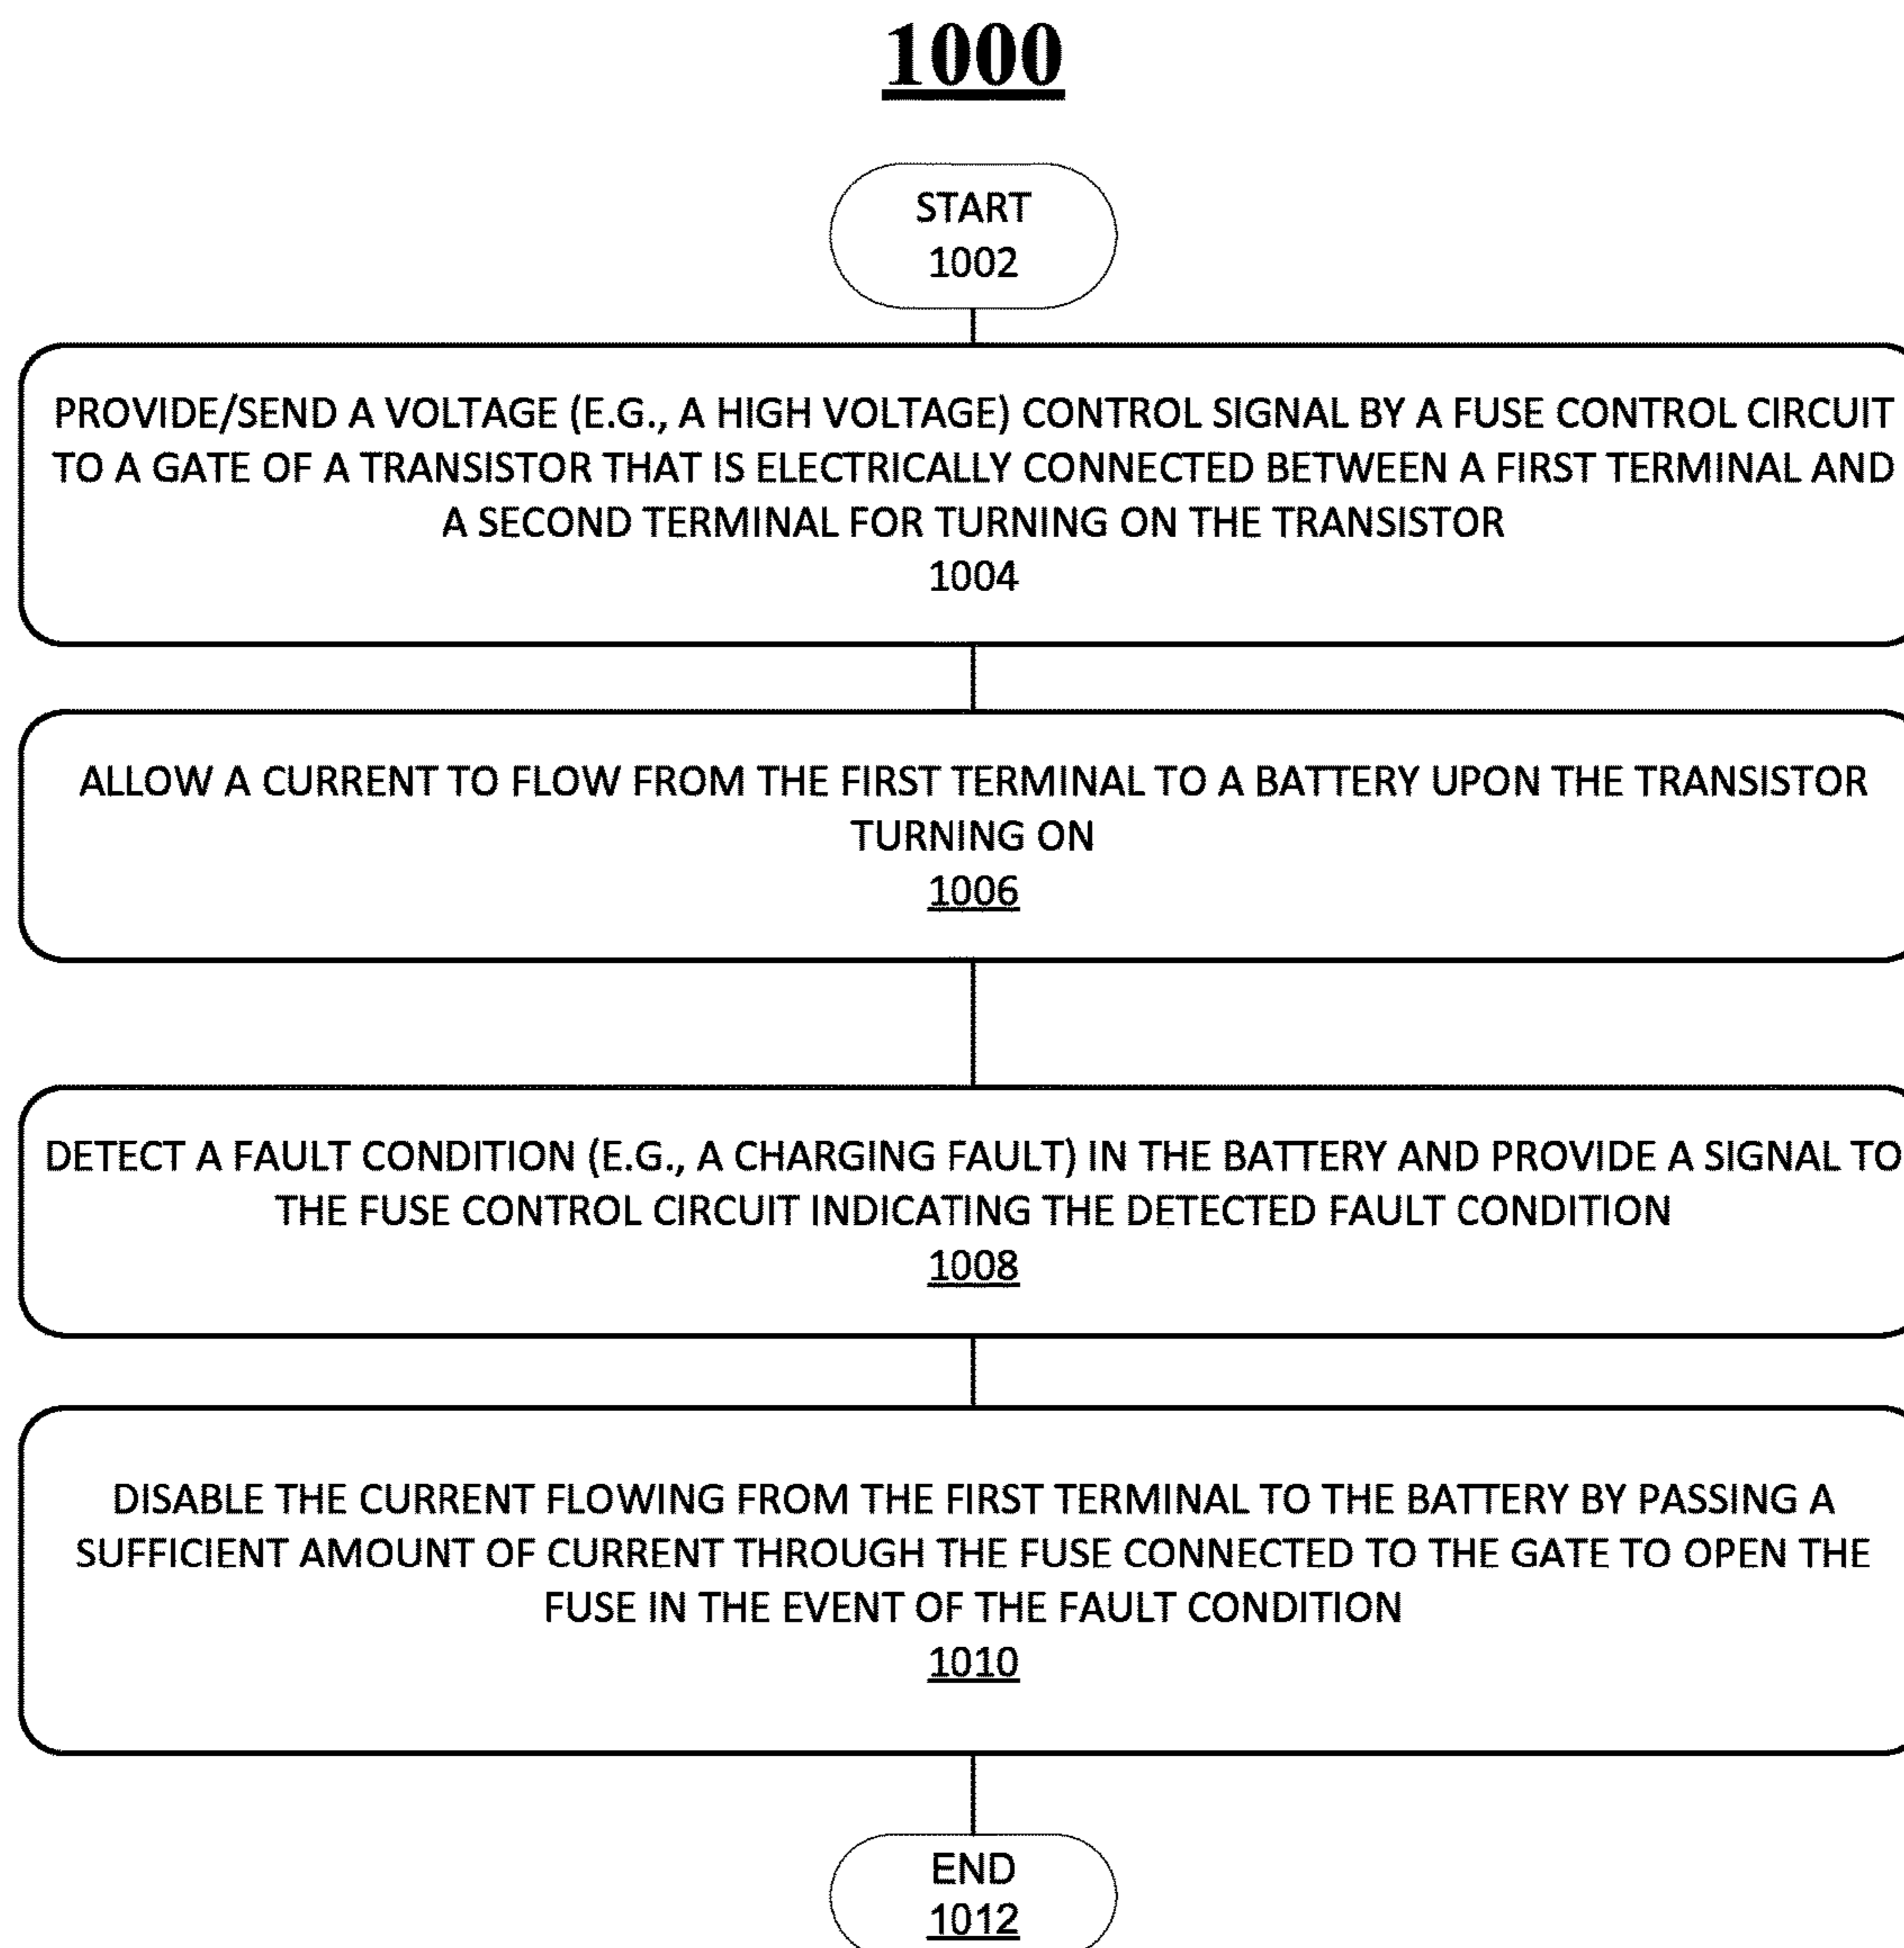 1000
START
1002
PROVIDE/SEND A VOLTAGE (E.G., A HIGH VOLTAGE) CONTROL SIGNAL BY A FUSE CONTROL CIRCUIT
TO A GATE OF A TRANSISTOR THAT IS ELECTRICALLY CONNECTED BETWEEN A FIRST TERMINAL AND
A SECOND TERMINAL FOR TURNING ON THE TRANSISTOR
1004
ALLOW A CURRENT TO FLOW FROM THE FIRST TERMINAL TO A BATTERY UPON THE TRANSISTOR
TURNING ON
1006
DETECT A FAULT CONDITION (E.G., A CHARGING FAULT) IN THE BATTERY AND PROVIDE A SIGNAL TO
THE FUSE CONTROL CIRCUIT INDICATING THE DETECTED FAULT CONDITION
1008
DISABLE THE CURRENT FLOWING FROM THE FIRST TERMINAL TO THE BATTERY BY PASSING A
SUFFICIENT AMOUNT OF CURRENT THROUGH THE FUSE CONNECTED TO THE GATE TO OPEN THE
FUSE IN THE EVENT OF THE FAULT CONDITION
1010
END
1012